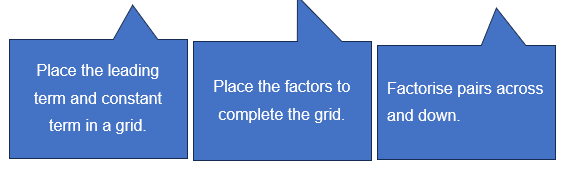 Place the leading
term and constant
term in a grid.
Place the factors to
complete the grid.
Factorise pairs across
and down.